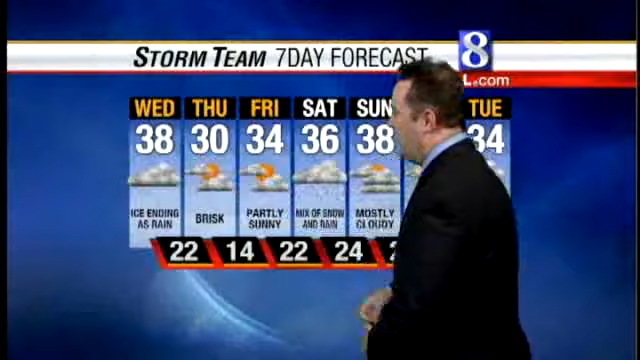 STORM TEAM 7DAY FORECAST
8
.com
WED THU FRI SAT SUN TUE
38 30 34 36 38 34
ICE ENDING AS RAIN
BRISK
PARTLY SUNNY
MIX OF SNOW AND RAIN
MOSTLY CLOUDY
22 14 22 24